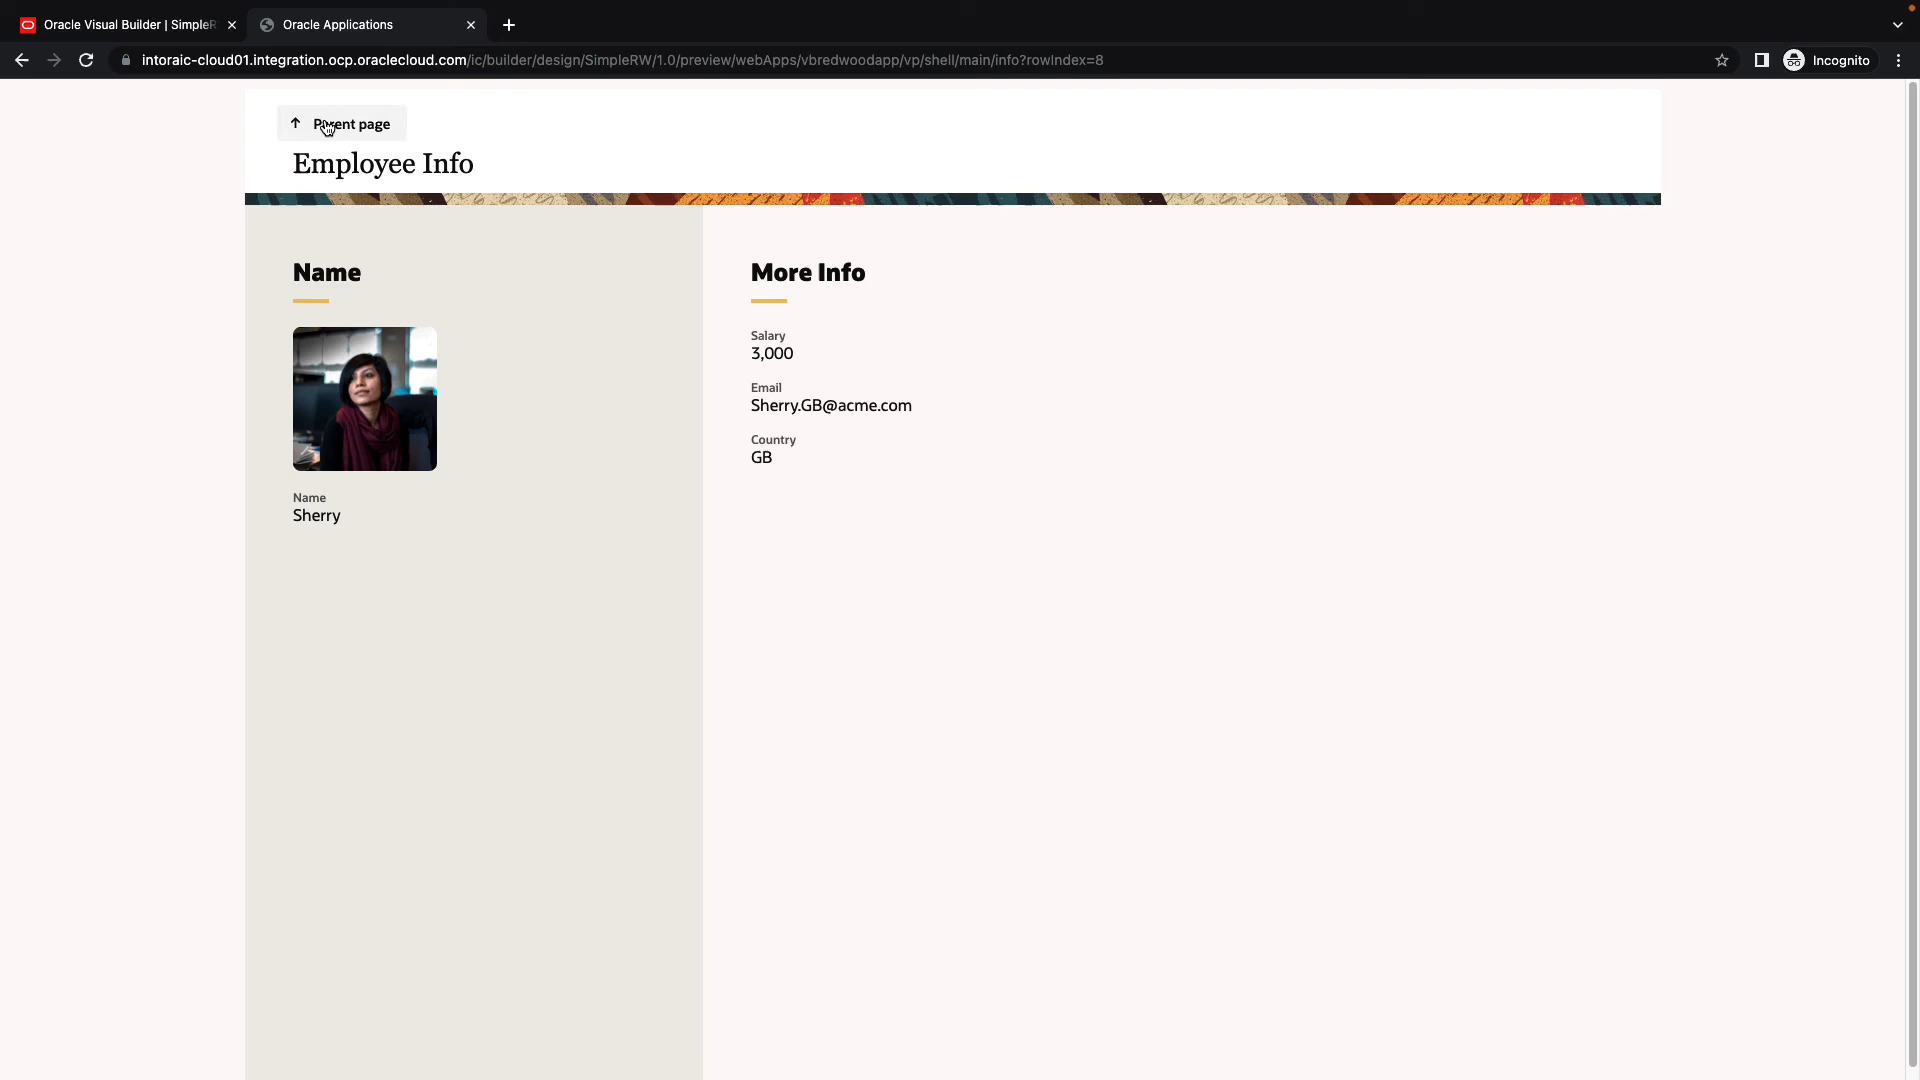 Oracle Visual Builder | SimpleR
Oracle Applications
intoraic-cloud01.integration.ocp.oraclecloud.com/ic/builder/design/SimpleRW/1.0/preview/webApps/vbredwoodapp/vp/shell/main/info?rowIndex=8
Incognito
Parent page
Employee Info
Name
Name
Sherry
More Info
Salary
3,000
Email
Sherry.GB@acme.com
Country
GB